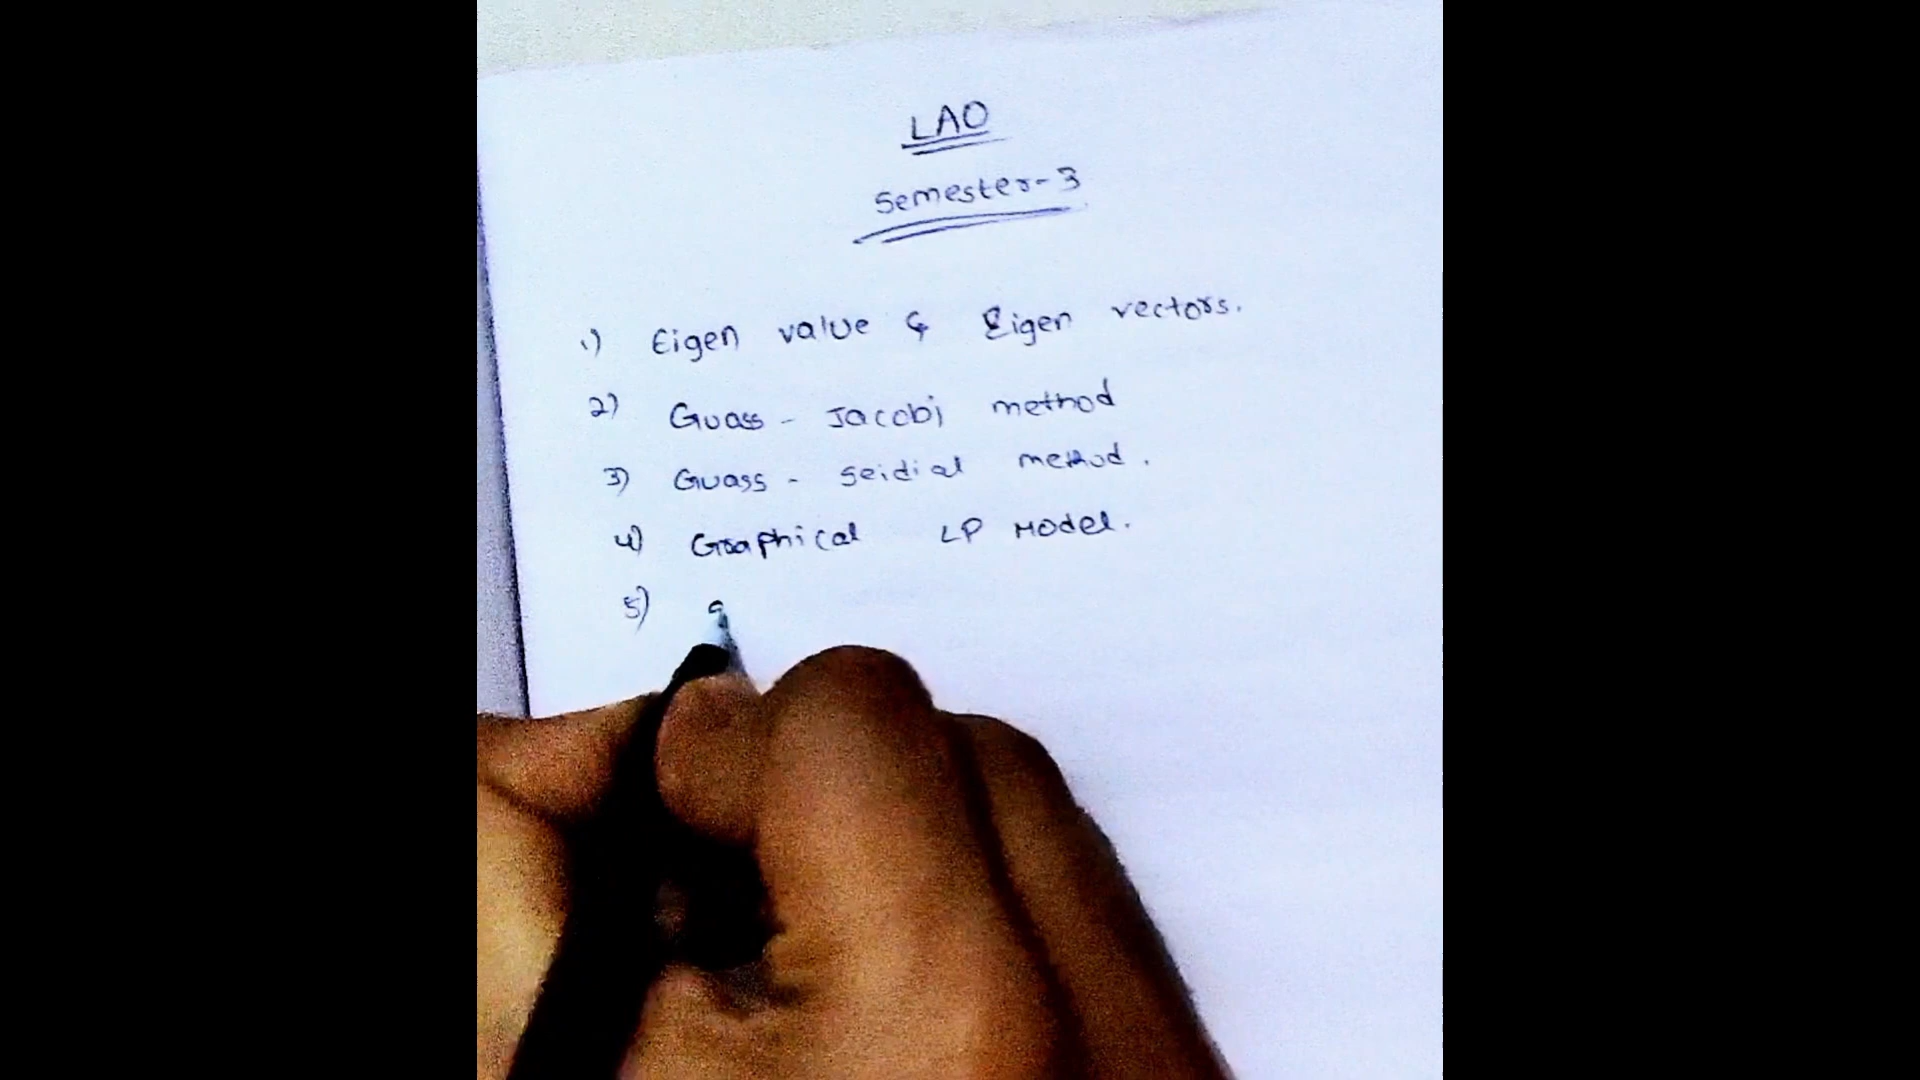 LAO
Semester-3
1) Eigen value & Eigen vectors.
2) Guass - Jacobi method
3) Guass - seidial method.
4) Graphical LP Model.
5)